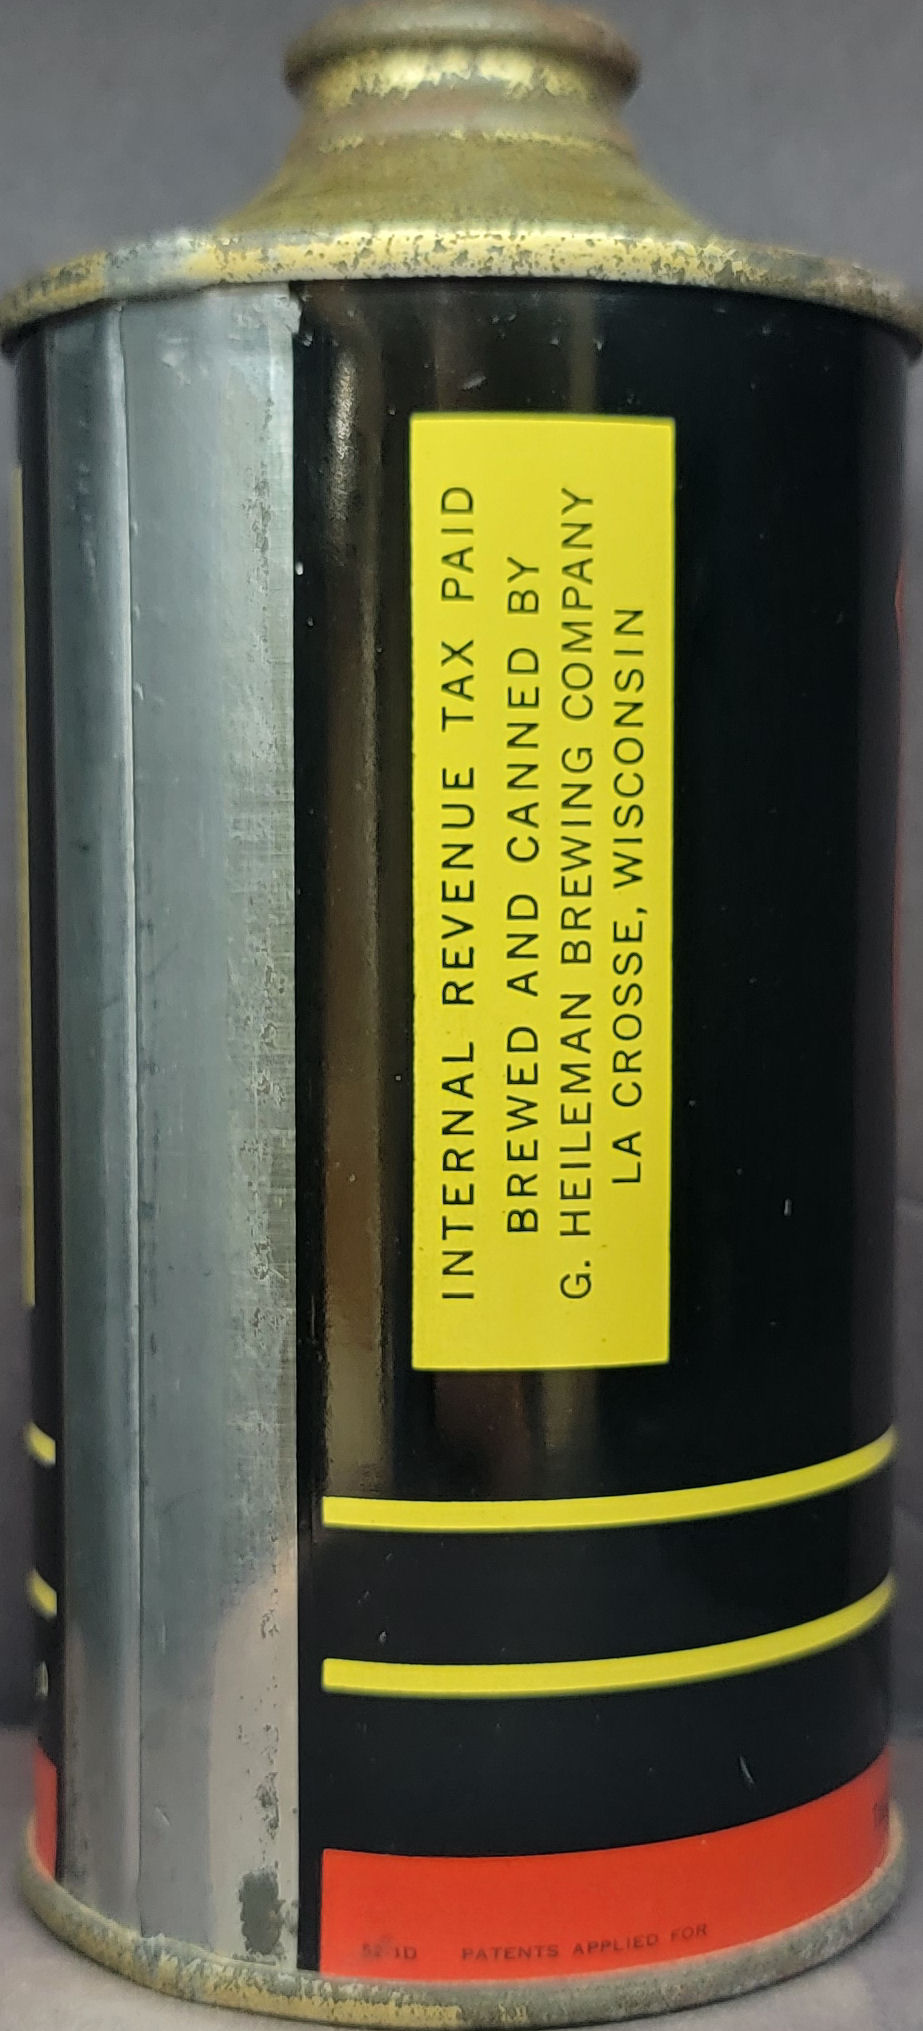 INTERNAL REVENUE TAX PAID
BREWED AND CANNED BY
G. HEILEMAN BREWING COMPANY
LA CROSSE, WISCONSIN
PATENTS APPLIED FOR